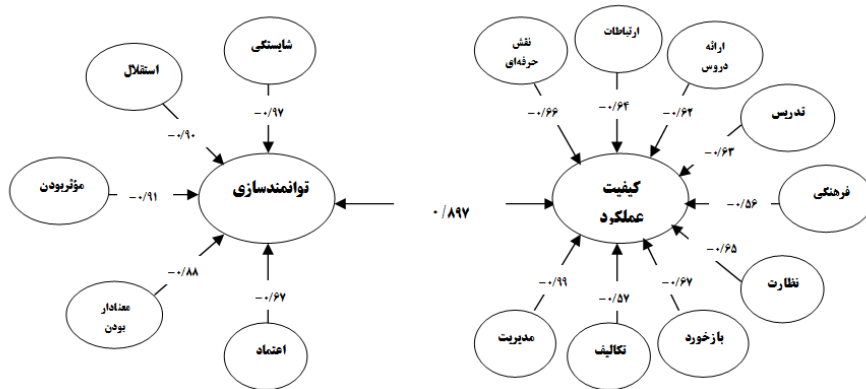 شایستگی
استقلال
مؤثربودن
معنادار
بودن
اعتماد
توانمندسازی
−۰/۹۷
−۰/۹۰
−۰/۹۱
−۰/۸۸
−۰/۶۷
۰/۸۹۷
کیفیت
عملکرد
نقش
حرفه‌ای
ارتباطات
ارائه
دروس
تدریس
فرهنگی
نظارت
بازخورد
تکالیف
مدیریت
−۰/۶۶
−۰/۶۴
−۰/۶۲
−۰/۶۳
−۰/۵۶
−۰/۶۵
−۰/۶۷
−۰/۵۷
−۰/۹۹